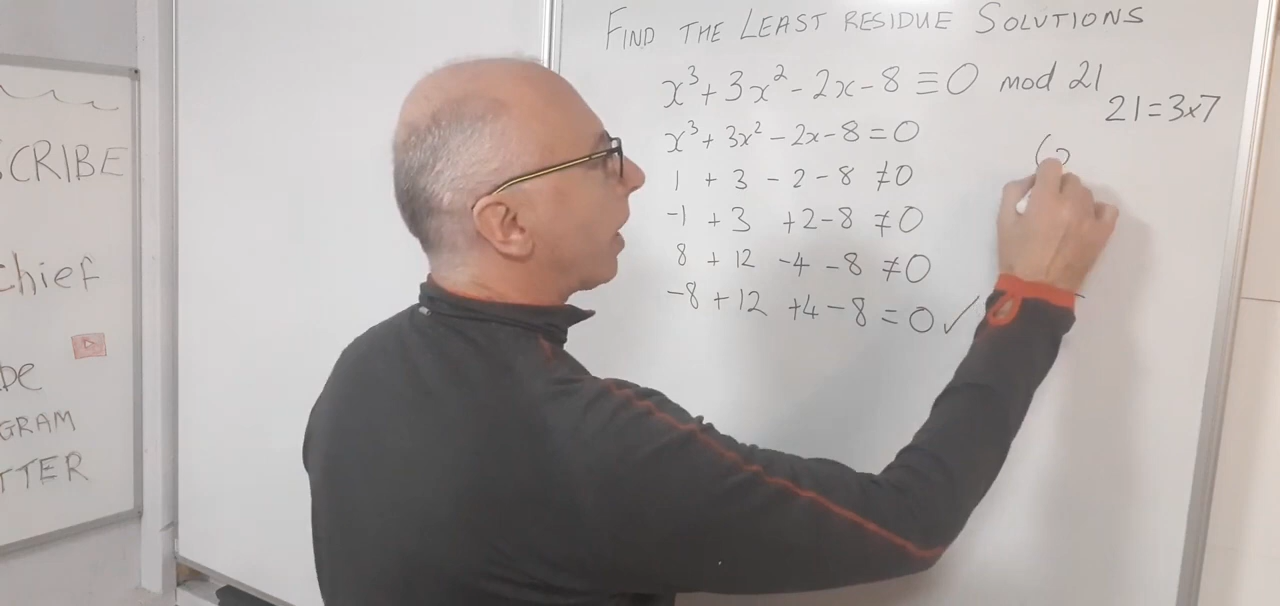 FIND THE LEAST RESIDUE SOLUTIONS
x³ + 3x² - 2x - 8 ≡ 0 mod 21
21 = 3 x 7
x³ + 3x² - 2x - 8 = 0
1 + 3 - 2 - 8 ≠ 0
-1 + 3 + 2 - 8 ≠ 0
8 + 12 - 4 - 8 ≠ 0
-8 + 12 + 4 - 8 = 0 ✓
(
SCRIBE
chief
be
GRAM
TTER